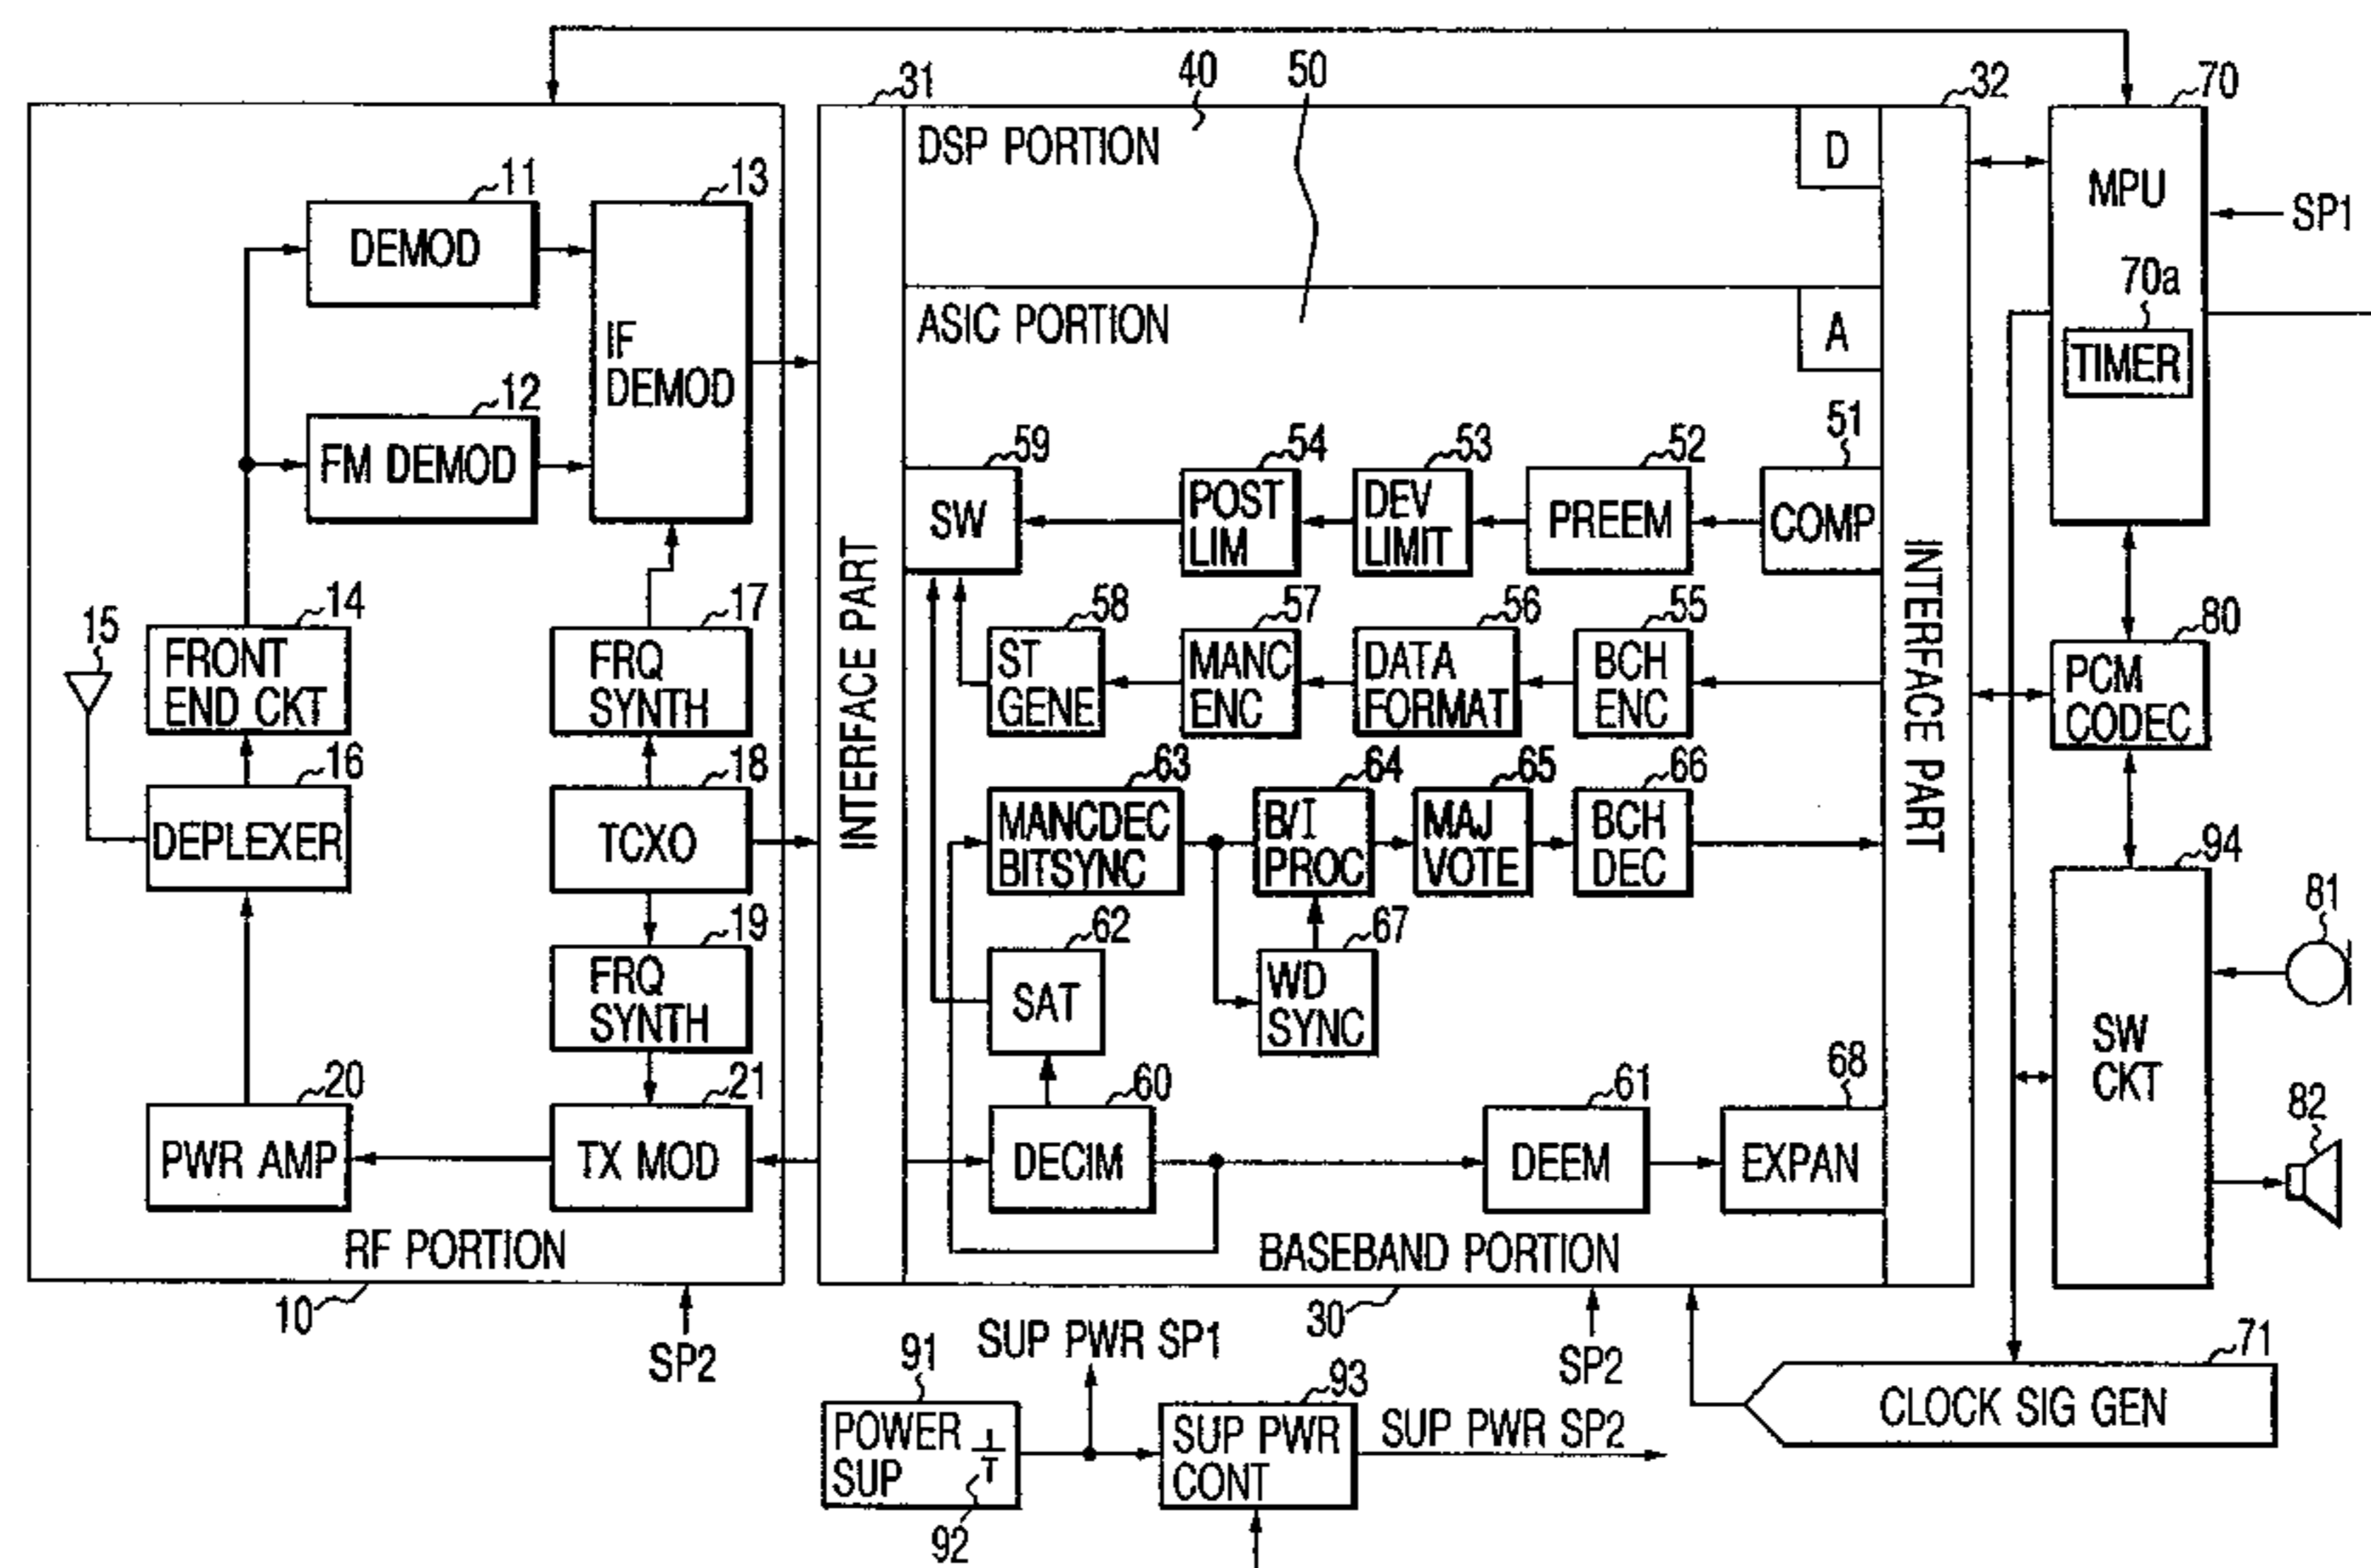 31
40
50
32
70
DSP PORTION
D
MPU
SP1
11
DEMOD
13
IF
DEMOD
ASIC PORTION
A
70a
TIMER
12
FM DEMOD
59
SW
54
POST
LIM
53
DEV
LIMIT
52
PREEM
51
COMP
INTERFACE PART
INTERFACE PART
15
14
FRONT
END CKT
17
FRQ
SYNTH
58
ST
GENE
57
MANC
ENC
56
DATA
FORMAT
55
BCH
ENC
80
PCM
CODEC
16
DEPLEXER
18
TCXO
63
MANCDEC
BITSYNC
64
B/I
PROC
65
MAJ
VOTE
66
BCH
DEC
94
SW
CKT
81
19
FRQ
SYNTH
62
SAT
67
WD
SYNC
20
PWR AMP
21
TX MOD
60
DECIM
61
DEEM
68
EXPAN
82
RF PORTION
BASEBAND PORTION
10
SP2
30
SP2
SUP PWR SP1
71
CLOCK SIG GEN
91
POWER
SUP
92
93
SUP PWR
CONT
SUP PWR SP2